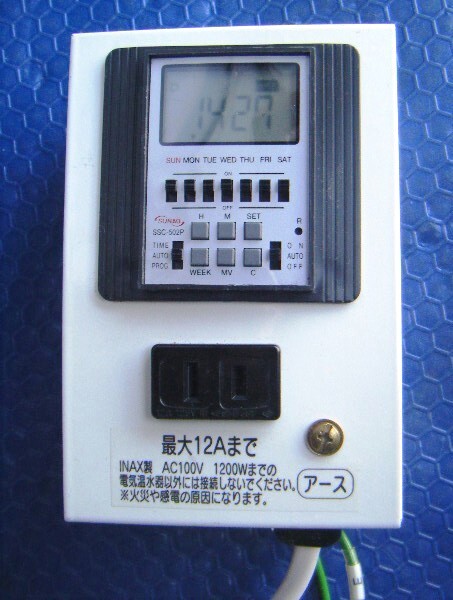 14:27
SUN MON TUE WED THU FRI SAT
ON
OFF
SUNAO
H M SET R
SSC-502P
TIME ON
AUTO AUTO
PROG OFF
WEEK MV C
最大12Aまで
INAX製 AC100V 1200Wまでの
電気温水器以外には接続しないでください。
※火災や感電の原因になります。
アース